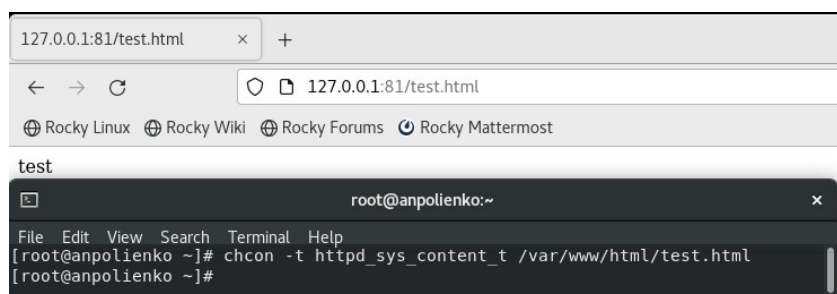 127.0.0.1:81/test.html × +
127.0.0.1:81/test.html
Rocky Linux Rocky Wiki Rocky Forums Rocky Mattermost
test
root@anpolienko:~ ×
File Edit View Search Terminal Help
[root@anpolienko ~]# chcon -t httpd_sys_content_t /var/www/html/test.html
[root@anpolienko ~]#